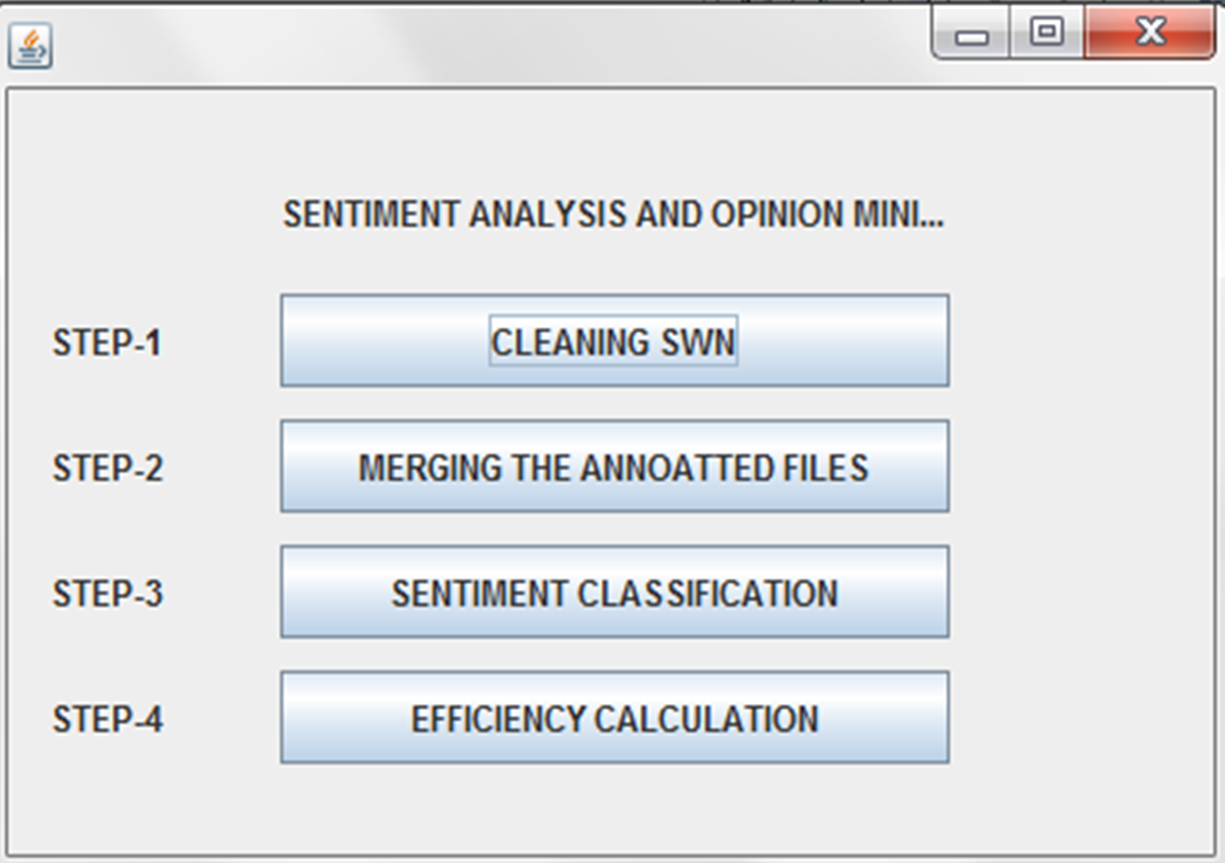 SENTIMENT ANALYSIS AND OPINION MINI...
STEP-1 CLEANING SWN
STEP-2 MERGING THE ANNOATTED FILES
STEP-3 SENTIMENT CLASSIFICATION
STEP-4 EFFICIENCY CALCULATION